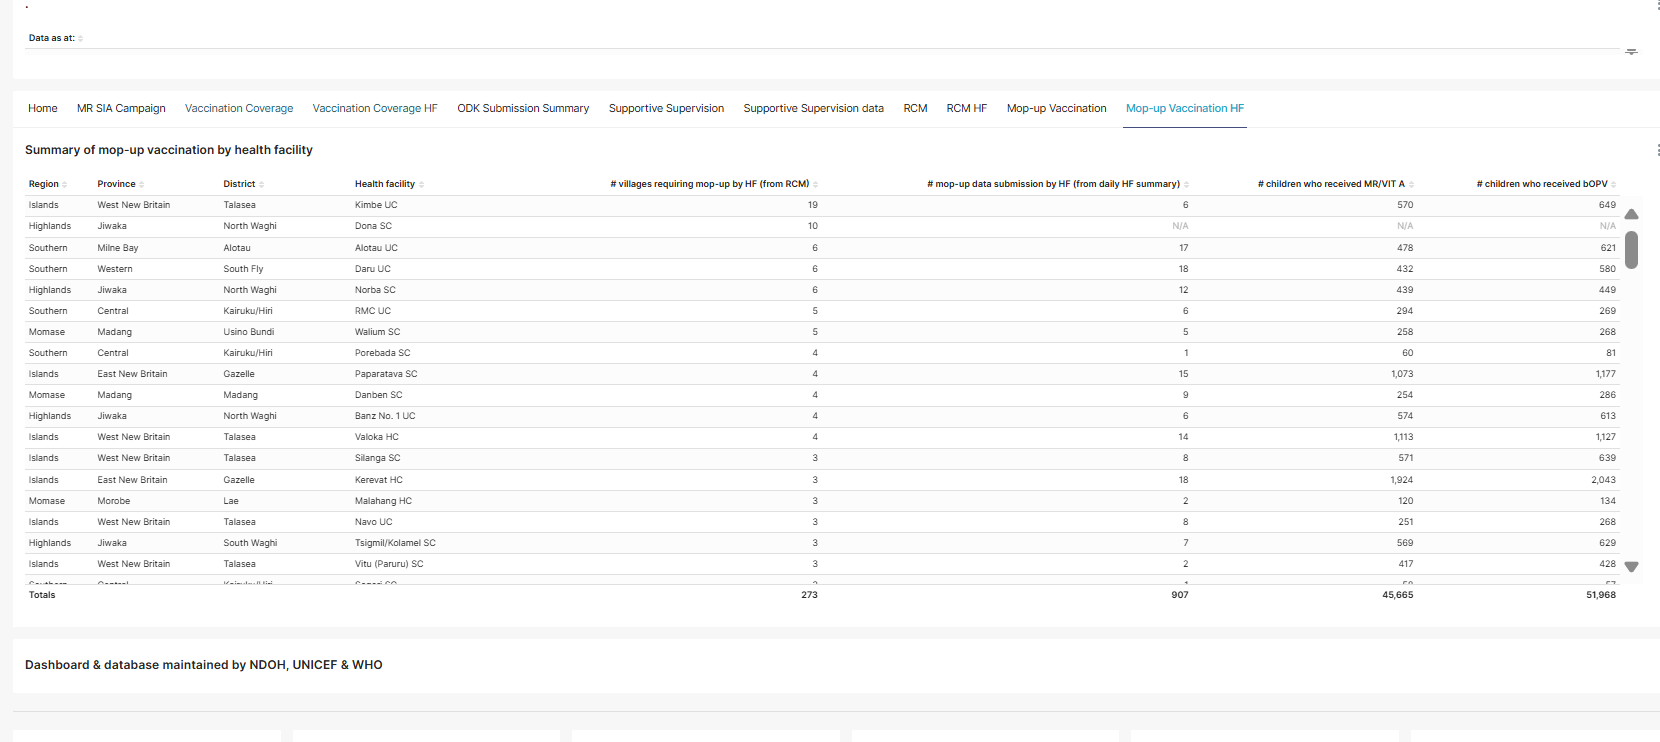 .
Data as at:
Home MR SIA Campaign Vaccination Coverage Vaccination Coverage HF ODK Submission Summary Supportive Supervision Supportive Supervision data RCM RCM HF Mop-up Vaccination Mop-up Vaccination HF
Summary of mop-up vaccination by health facility
Region Province District Health facility # villages requiring mop-up by HF (from RCM) # mop-up data submission by HF (from daily HF summary) # children who received MR/VIT A # children who received bOPV
Islands West New Britain Talasea Kimbe UC 19 6 570 649
Highlands Jiwaka North Waghi Dona SC 10 N/A N/A N/A
Southern Milne Bay Alotau Alotau UC 6 17 478 621
Southern Western South Fly Daru UC 6 18 432 580
Highlands Jiwaka North Waghi Norba SC 6 12 439 449
Southern Central Kairuku/Hiri RMC UC 5 6 294 269
Momase Madang Usino Bundi Walium SC 5 5 258 268
Southern Central Kairuku/Hiri Porebada SC 4 1 60 81
Islands East New Britain Gazelle Paparatava SC 4 15 1,073 1,177
Momase Madang Madang Danben SC 4 9 254 286
Highlands Jiwaka North Waghi Banz No. 1 UC 4 6 574 613
Islands West New Britain Talasea Valoka HC 4 14 1,113 1,127
Islands West New Britain Talasea Silanga SC 3 8 571 639
Islands East New Britain Gazelle Kerevat HC 3 18 1,924 2,043
Momase Morobe Lae Malahang HC 3 2 120 134
Islands West New Britain Talasea Navo UC 3 8 251 268
Highlands Jiwaka South Waghi Tsigmil/Kolamel SC 3 7 569 629
Islands West New Britain Talasea Vitu (Paruru) SC 3 2 417 428
Southern Central Kairuku/Hiri
Totals 273 907 45,665 51,968
Dashboard & database maintained by NDOH, UNICEF & WHO